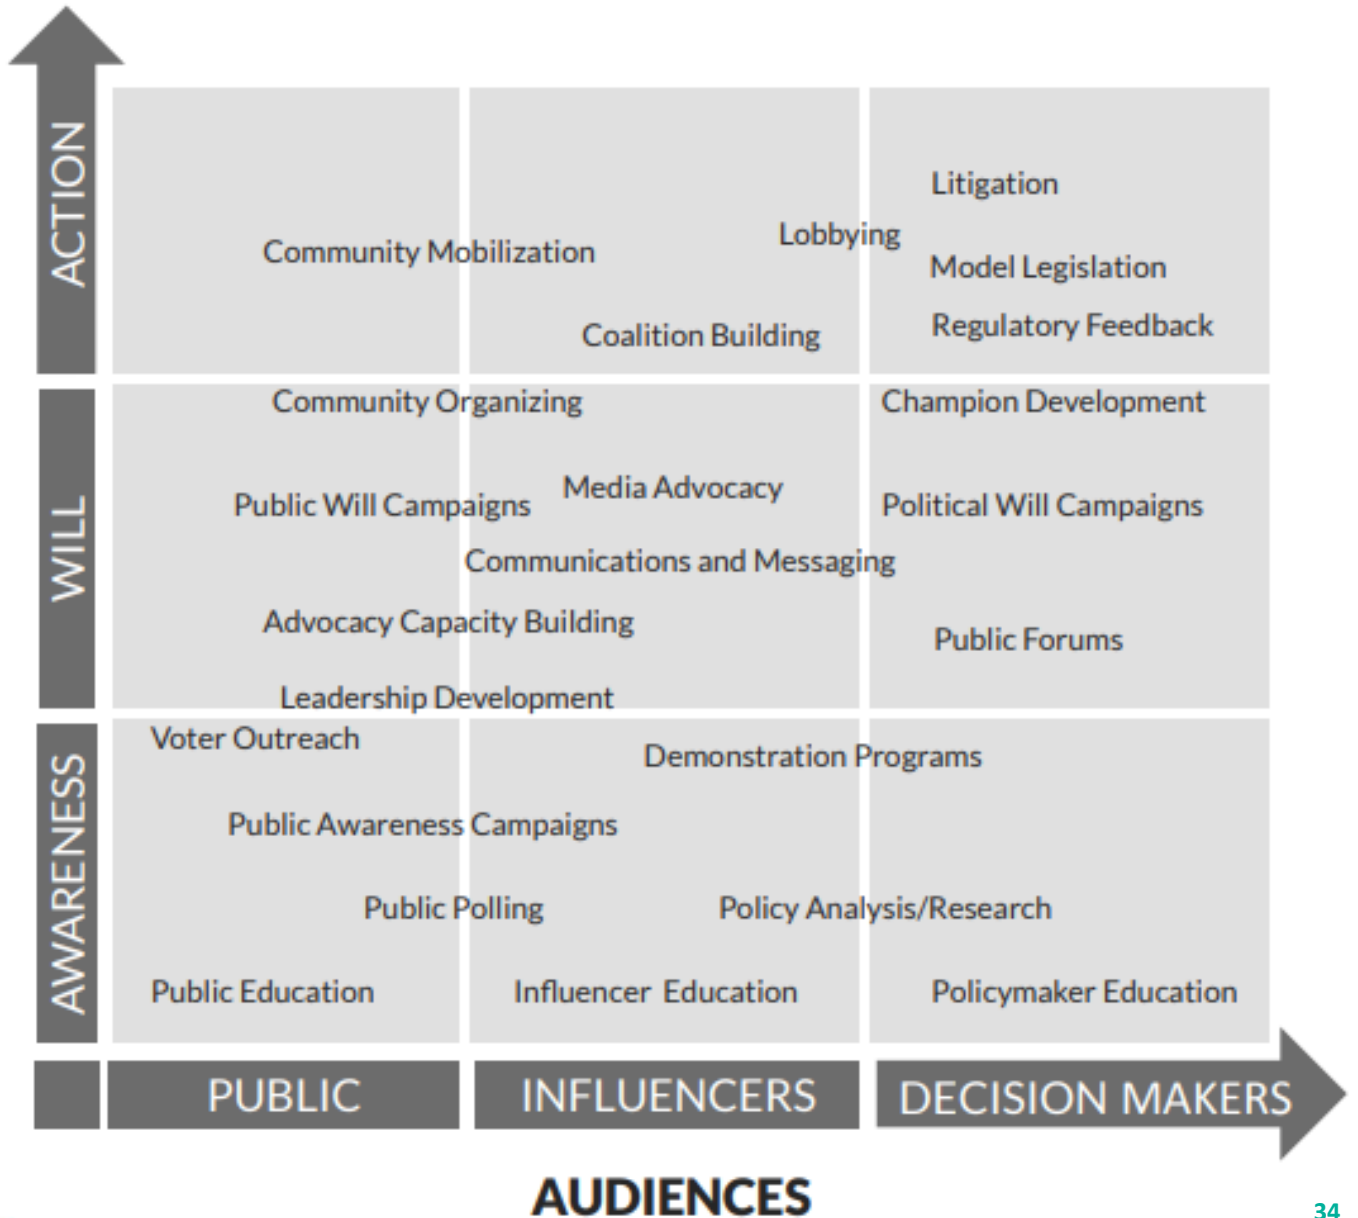 ACTION
Litigation
Lobbying
Community Mobilization
Model Legislation
Regulatory Feedback
Coalition Building
WILL
Community Organizing
Champion Development
Media Advocacy
Public Will Campaigns
Political Will Campaigns
Communications and Messaging
Advocacy Capacity Building
Public Forums
Leadership Development
AWARENESS
Voter Outreach
Demonstration Programs
Public Awareness Campaigns
Public Polling
Policy Analysis/Research
Public Education
Influencer Education
Policymaker Education
PUBLIC
INFLUENCERS
DECISION MAKERS
AUDIENCES
34